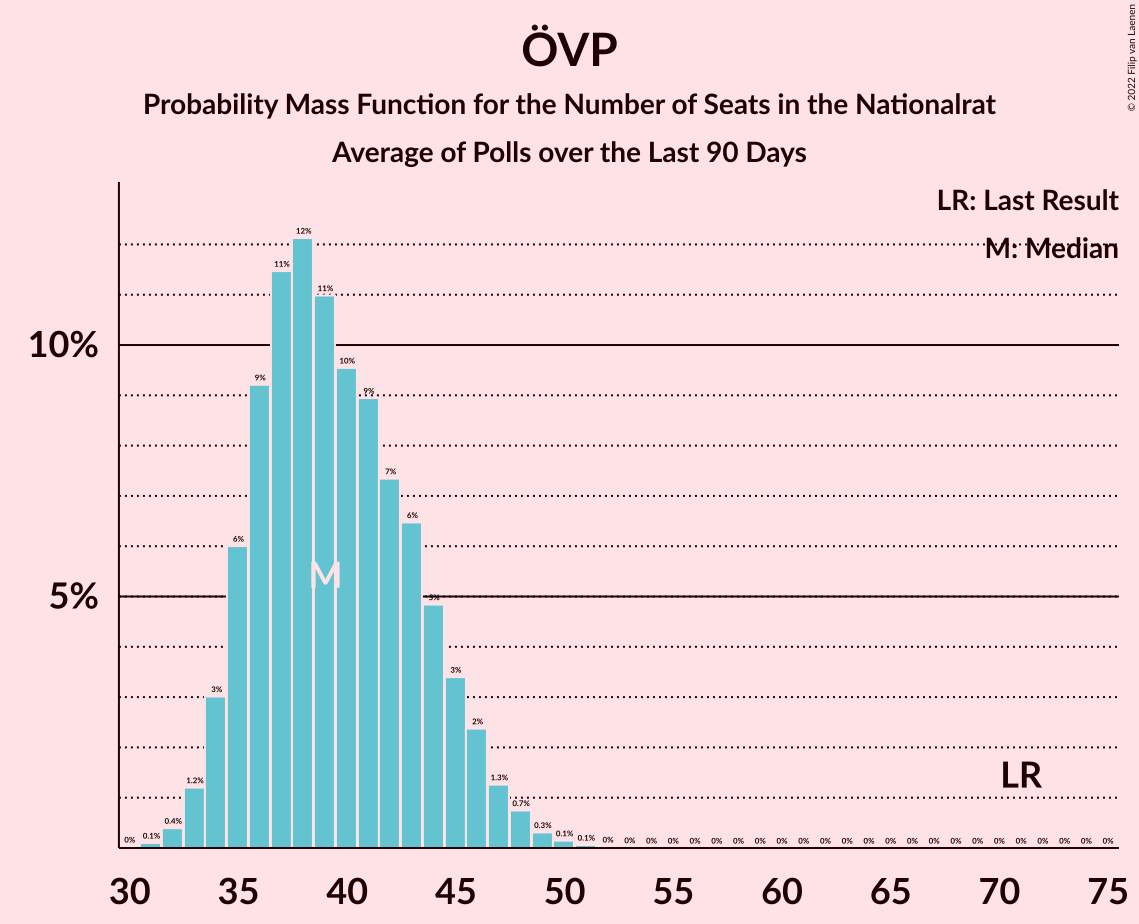 ÖVP
Probability Mass Function for the Number of Seats in the Nationalrat
Average of Polls over the Last 90 Days
© 2022 Filip van Laenen
LR: Last Result
M: Median
10%
5%
0% 0.1% 0.4% 1.2% 3% 6% 9% 11% 12% 11% 10% 9% 7% 6% 5% 3% 2% 1.3% 0.7% 0.3% 0.1% 0.1% 0% 0% 0% 0% 0% 0% 0% 0% 0% 0% 0% 0% 0% 0% 0% 0% 0% 0% 0% 0% 0% 0% 0% 0%
M
LR
30 35 40 45 50 55 60 65 70 75